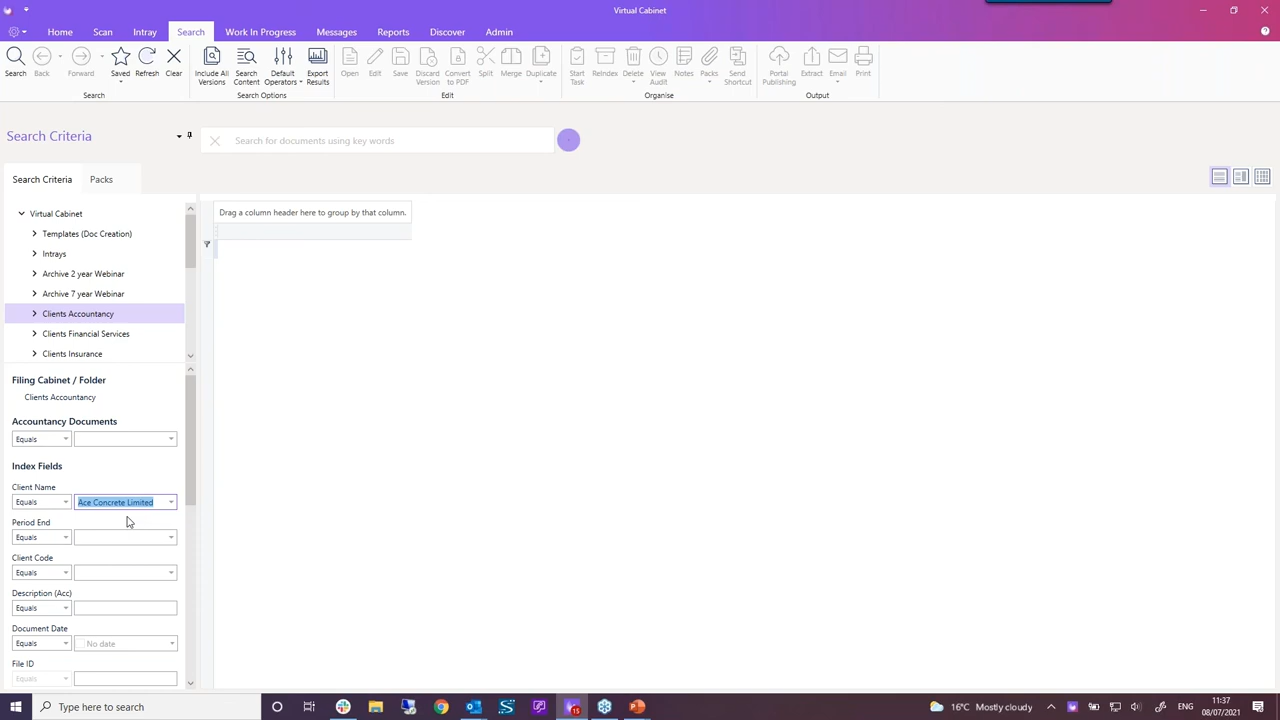 Virtual Cabinet
Home Scan Intray Search Work In Progress Messages Reports Discover Admin
Search Back Forward Saved Refresh Clear
Search
Include All Versions Search Content Default Operators Export Results
Search Options
Open Edit Save Discard Version Convert to PDF Split Merge Duplicate
Edit
Start Task Reindex Delete View Audit Notes Packs Send Shortcut
Organise
Portal Publishing Extract Email Print
Output
Search Criteria
Search for documents using key words
Search Criteria Packs
Drag a column header here to group by that column.
Virtual Cabinet
Templates (Doc Creation)
Intrays
Archive 2 year Webinar
Archive 7 year Webinar
Clients Accountancy
Clients Financial Services
Clients Insurance
Filing Cabinet / Folder
Clients Accountancy
Accountancy Documents
Equals
Index Fields
Client Name
Equals Ace Concrete Limited
Period End
Equals
Client Code
Equals
Description (Acc)
Equals
Document Date
Equals No date
File ID
Equals
Type here to search
15
16°C Mostly cloudy
ENG
11:37
08/07/2021